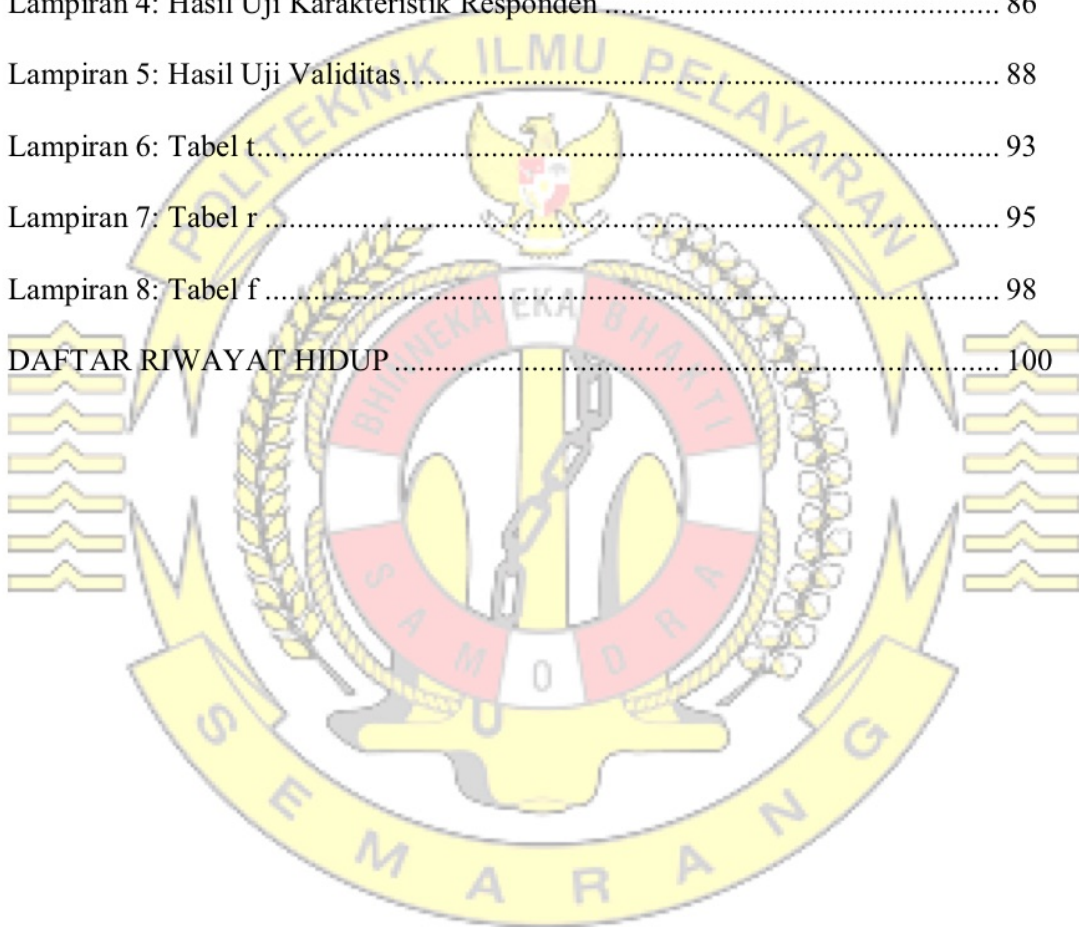 Lampiran 4: Hasil Uji Karakteristik Responden ................................................... 86
Lampiran 5: Hasil Uji Validitas............................................................................ 88
Lampiran 6: Tabel t.............................................................................................. 93
Lampiran 7: Tabel r ............................................................................................. 95
Lampiran 8: Tabel f ............................................................................................. 98
DAFTAR RIWAYAT HIDUP ............................................................................. 100
POLITEKNIK ILMU PELAYARAN
BHINNEKA EKA BHAKTI
SAMODRA
SEMARANG